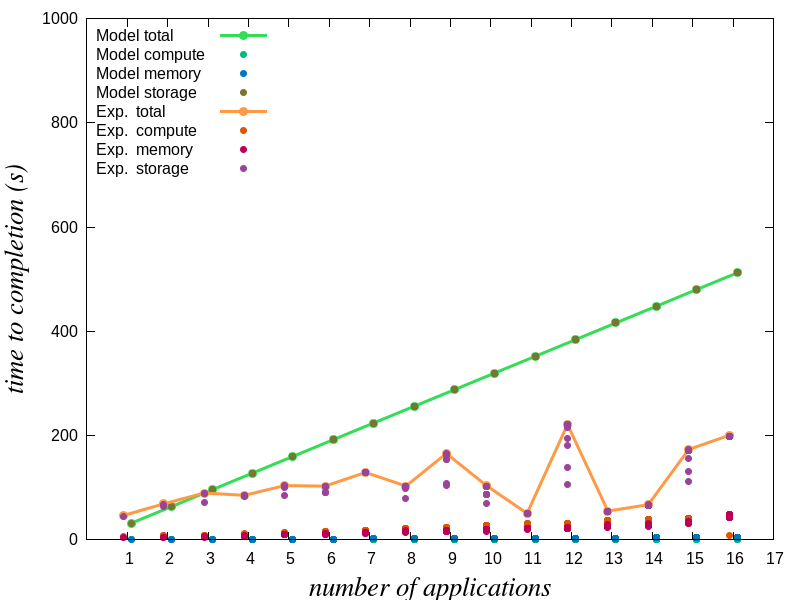 1000
800
600
400
200
0
time to completion (s)
Model total
Model compute
Model memory
Model storage
Exp. total
Exp. compute
Exp. memory
Exp. storage
1 2 3 4 5 6 7 8 9 10 11 12 13 14 15 16 17
number of applications